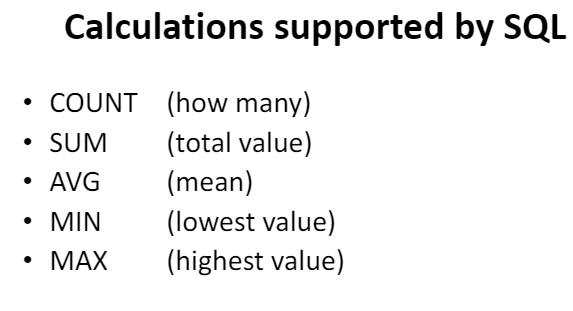 Calculations supported by SQL
• COUNT (how many)
• SUM (total value)
• AVG (mean)
• MIN (lowest value)
• MAX (highest value)